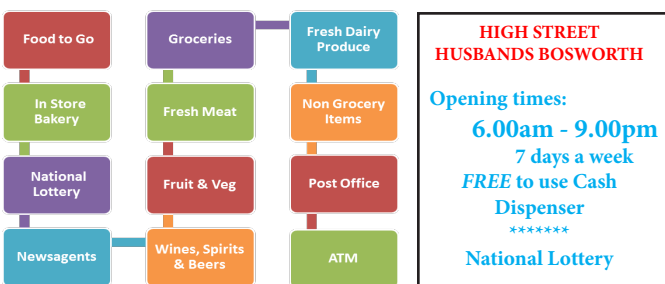 Food to Go
In Store
Bakery
National
Lottery
Newsagents
Groceries
Fresh Meat
Fruit & Veg
Wines, Spirits
& Beers
Fresh Dairy
Produce
Non Grocery
Items
Post Office
ATM
HIGH STREET
HUSBANDS BOSWORTH
Opening times:
6.00am - 9.00pm
7 days a week
FREE to use Cash
Dispenser
*******
National Lottery